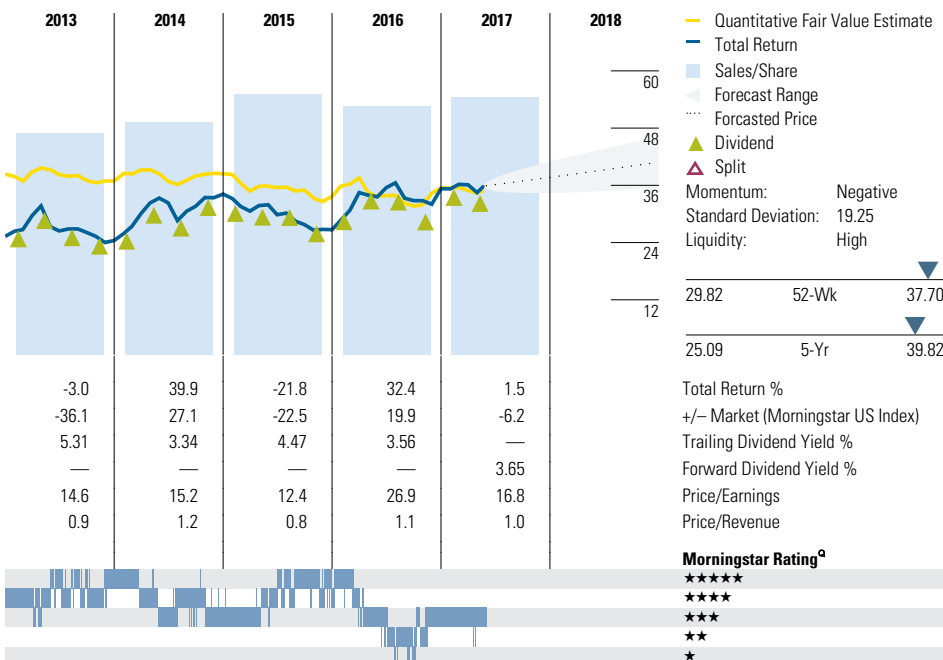 2013 2014 2015 2016 2017 2018
Quantitative Fair Value Estimate
Total Return
Sales/Share
Forecast Range
Forcasted Price
Dividend
Split
Momentum: Negative
Standard Deviation: 19.25
Liquidity: High
60
48
36
24
12
29.82 52-Wk 37.70
25.09 5-Yr 39.82
-3.0 39.9 -21.8 32.4 1.5 Total Return %
-36.1 27.1 -22.5 19.9 -6.2 +/– Market (Morningstar US Index)
5.31 3.34 4.47 3.56 — Trailing Dividend Yield %
— — — — 3.65 Forward Dividend Yield %
14.6 15.2 12.4 26.9 16.8 Price/Earnings
0.9 1.2 0.8 1.1 1.0 Price/Revenue
Morningstar Rating^Q
★★★★★
★★★★
★★★
★★
★